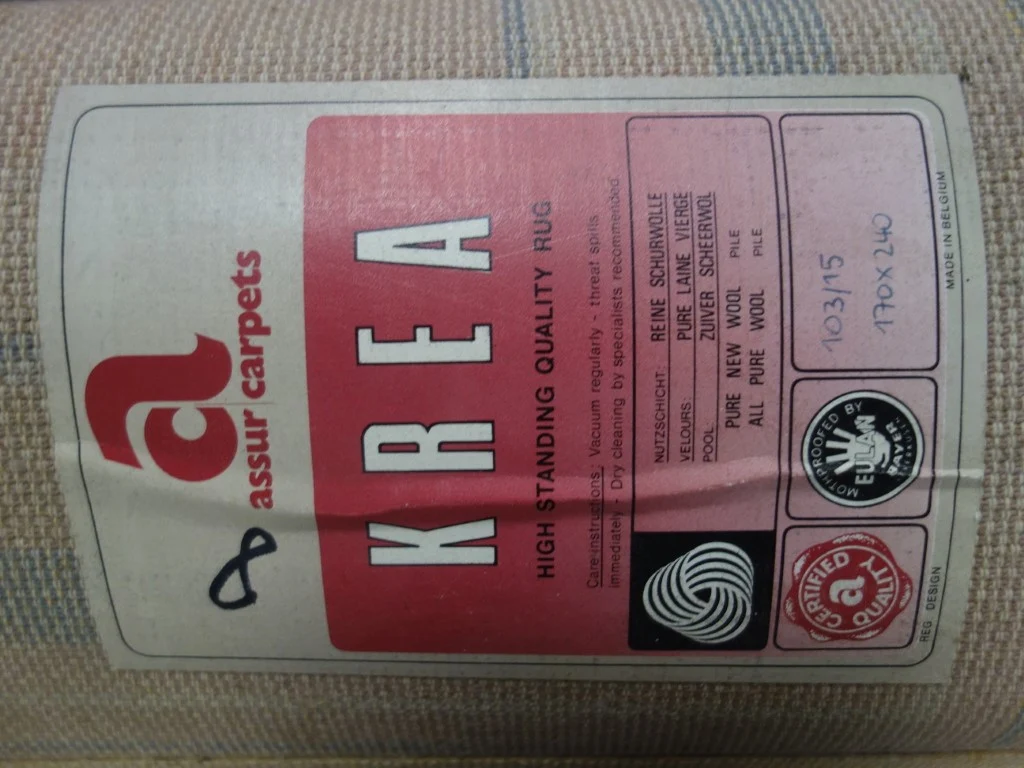 a
assur carpets
8
KREA
HIGH STANDING QUALITY RUG
Care-instructions: Vacuum regularly - threat spills
immediately - Dry cleaning by specialists recommended.
NUTZSCHICHT: REINE SCHURWOLLE
VELOURS: PURE LAINE VIERGE
POOL: ZUIVER SCHEERWOL
PURE NEW WOOL PILE
ALL PURE WOOL PILE
CERTIFIED
a
QUALITY
MOTHPROOFED BY
EULAN
BAYER
103/15
170 x 240
REG. DESIGN
MADE IN BELGIUM